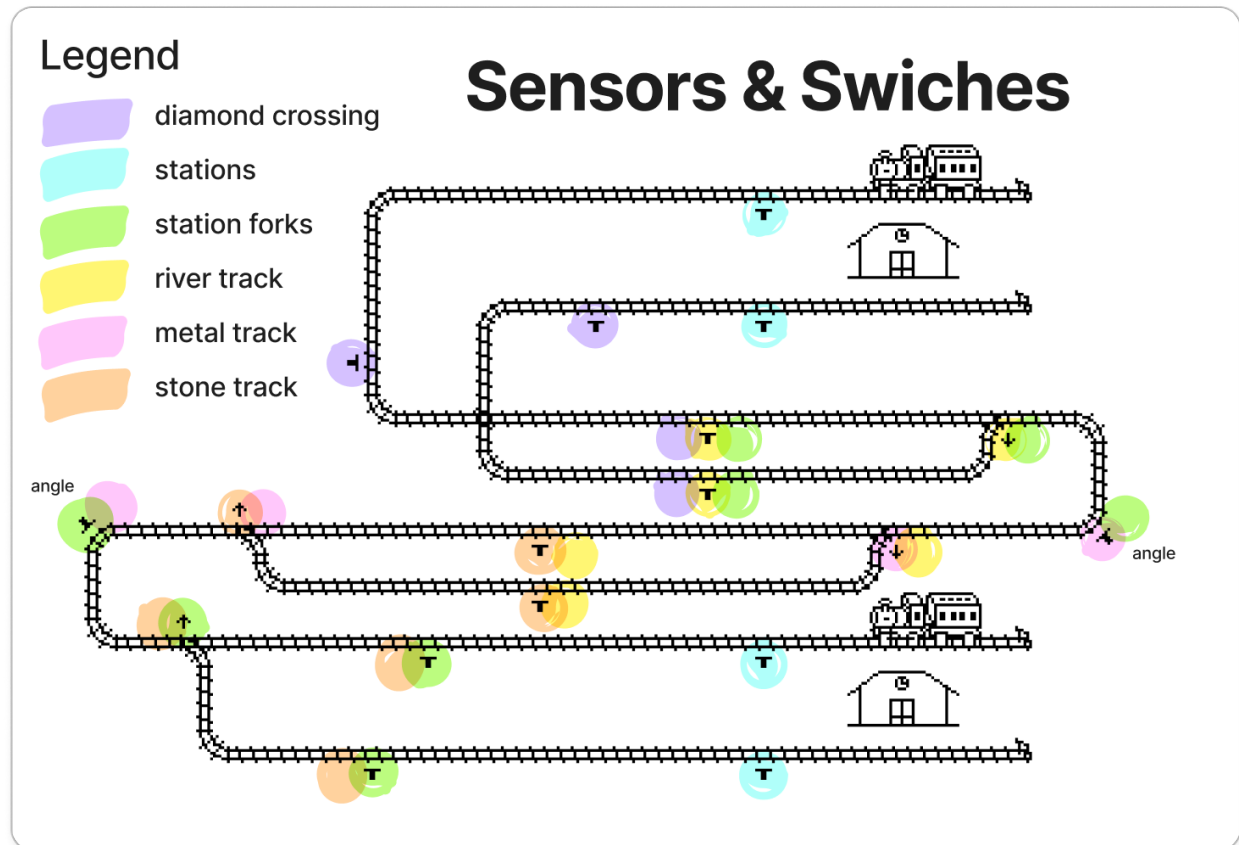 Legend
Sensors & Swiches
diamond crossing
stations
station forks
river track
metal track
stone track
angle
angle